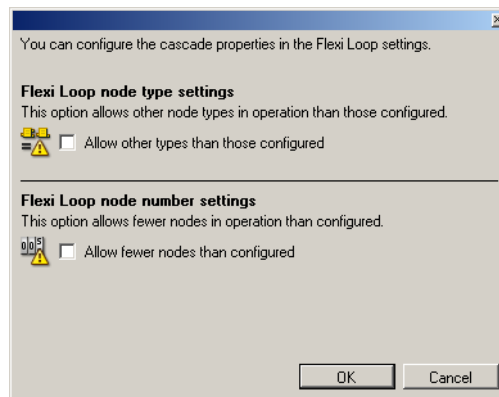 You can configure the cascade properties in the Flexi Loop settings.
Flexi Loop node type settings
This option allows other node types in operation than those configured.
Allow other types than those configured
Flexi Loop node number settings
This option allows fewer nodes in operation than configured.
Allow fewer nodes than configured
OK Cancel